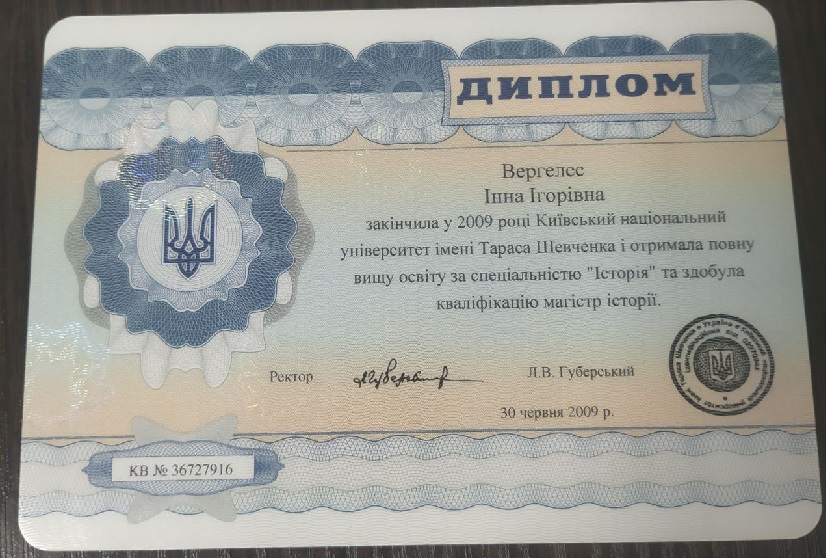 ДИПЛОМ
Вергелес
Інна Ігорівна
закінчила у 2009 році Київський національний
університет імені Тараса Шевченка і отримала повну
вищу освіту за спеціальністю "Історія" та здобула
кваліфікацію магістр історії.
Ректор
Л.В. Губерський
30 червня 2009 р.
КВ № 36727916